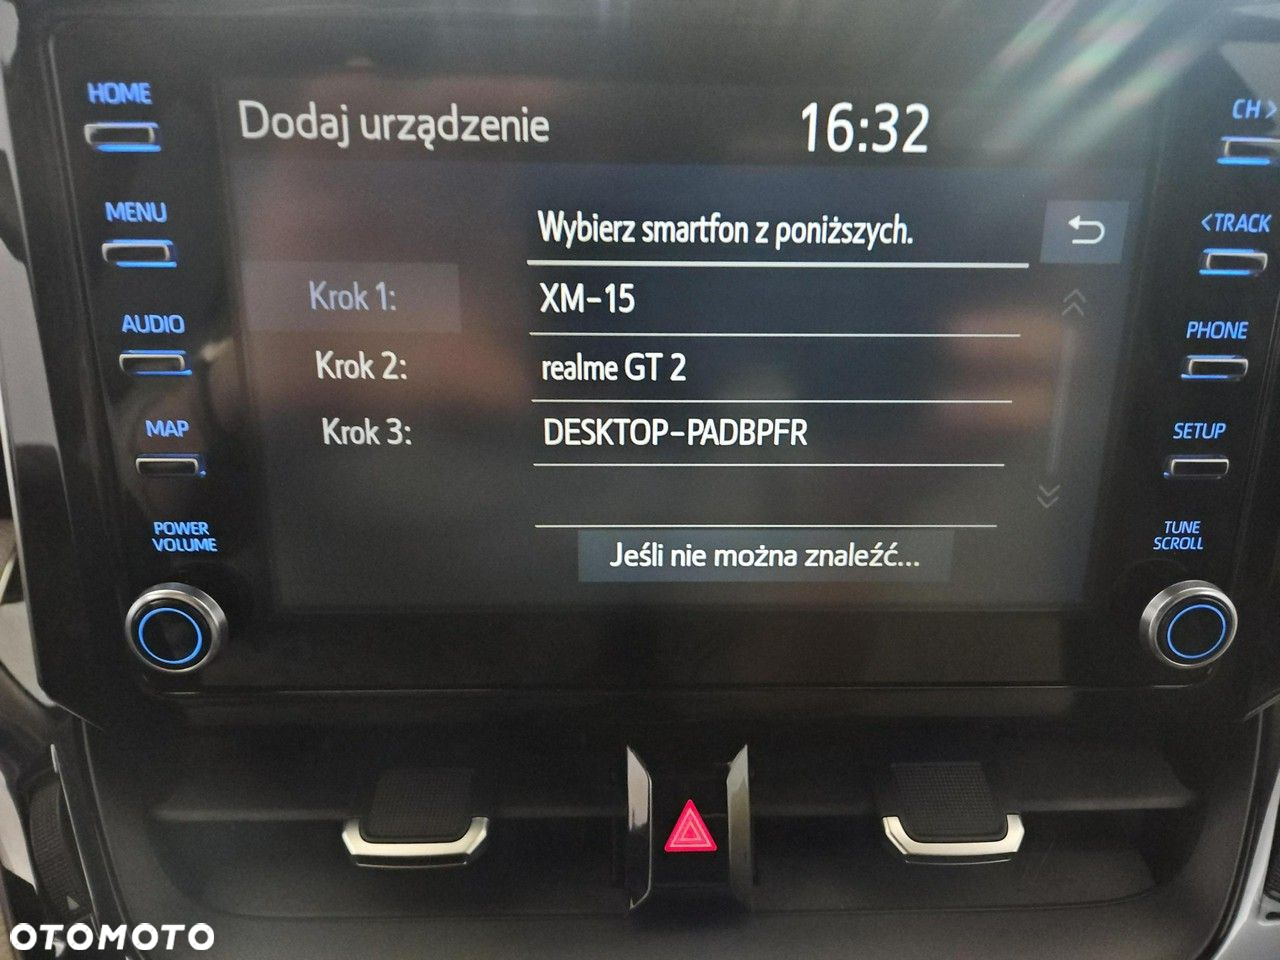 HOME
MENU
AUDIO
MAP
POWER
VOLUME
Dodaj urządzenie
16:32
Wybierz smartfon z poniższych.
Krok 1:
XM-15
Krok 2:
realme GT 2
Krok 3:
DESKTOP-PADBPFR
Jeśli nie można znaleźć...
CH >
<TRACK
PHONE
SETUP
TUNE
SCROLL
OTOMOTO